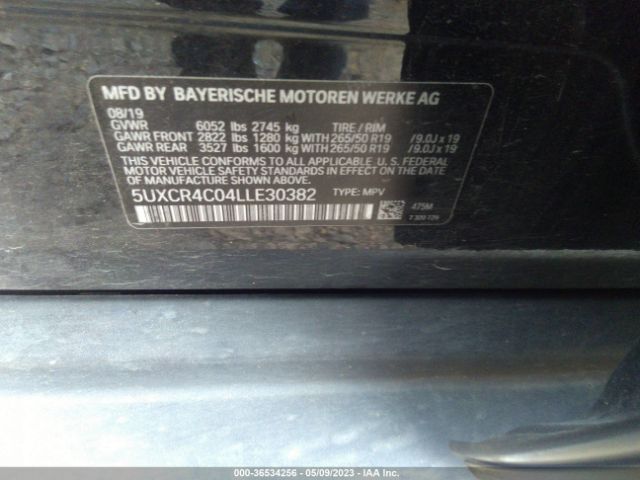 MFD BY BAYERISCHE MOTOREN WERKE AG
08/19
GVWR 6052 lbs 2745 kg TIRE / RIM
GAWR FRONT 2822 lbs 1280 kg WITH 265/50 R19 /9.0J x 19
GAWR REAR 3527 lbs 1600 kg WITH 265/50 R19 /9.0J x 19
THIS VEHICLE CONFORMS TO ALL APPLICABLE U. S. FEDERAL
MOTOR VEHICLE SAFETY STANDARDS IN EFFECT
ON THE DATE OF MANUFACTURE SHOWN ABOVE.
5UXCR4C04LLE30382 TYPE: MPV
475M
7 309 729
000-36534256 - 05/09/2023 - IAA Inc.